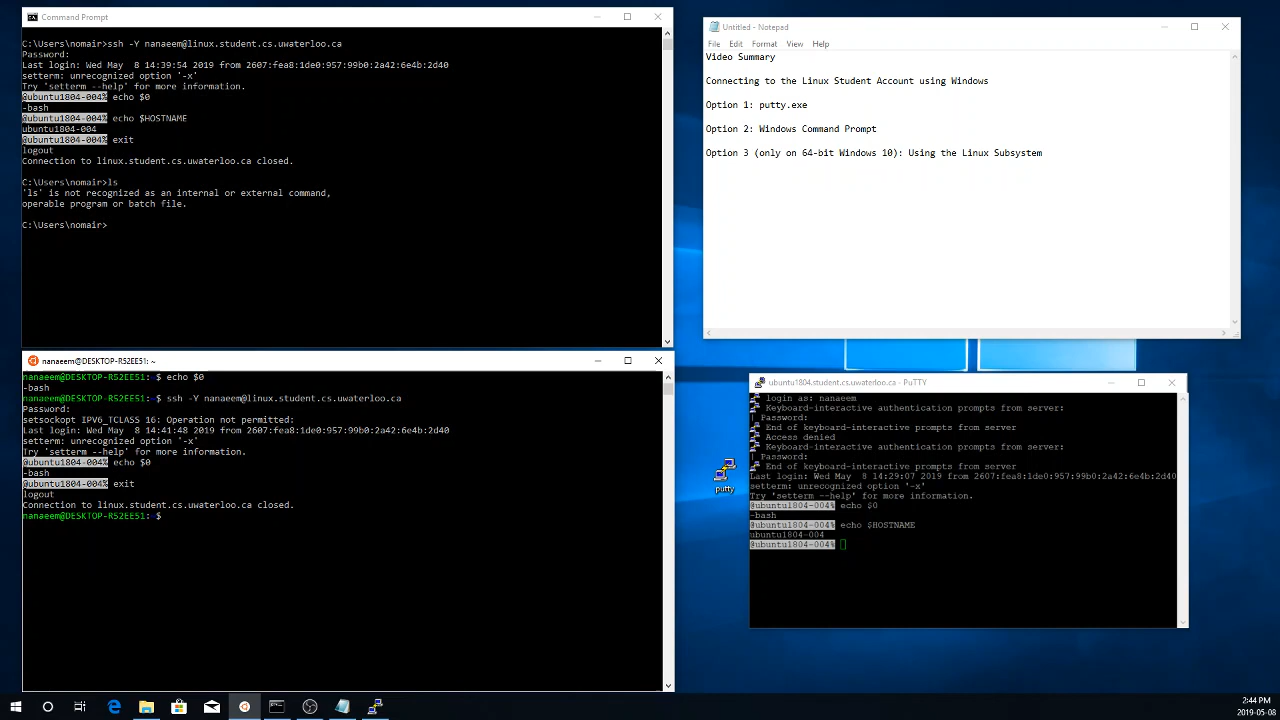 Command Prompt
C:\Users\nomair>ssh -Y nanaeem@linux.student.cs.uwaterloo.ca
Password:
Last login: Wed May  8 14:39:54 2019 from 2607:fea8:1de0:957:99b0:2a42:6e4b:2d40
setterm: unrecognized option '-x'
Try 'setterm --help' for more information.
@ubuntu1804-004% echo $0
-bash
@ubuntu1804-004% echo $HOSTNAME
ubuntu1804-004
@ubuntu1804-004% exit
logout
Connection to linux.student.cs.uwaterloo.ca closed.
C:\Users\nomair>ls
'ls' is not recognized as an internal or external command,
operable program or batch file.
C:\Users\nomair>
Untitled - Notepad
File Edit Format View Help
Video Summary
Connecting to the Linux Student Account using Windows
Option 1: putty.exe
Option 2: Windows Command Prompt
Option 3 (only on 64-bit Windows 10): Using the Linux Subsystem
nanaeem@DESKTOP-R52EE51: ~
nanaeem@DESKTOP-R52EE51: $ echo $0
-bash
nanaeem@DESKTOP-R52EE51: $ ssh -Y nanaeem@linux.student.cs.uwaterloo.ca
Password:
setsockopt IPV6_TCLASS 16: Operation not permitted:
Last login: Wed May  8 14:41:48 2019 from 2607:fea8:1de0:957:99b0:2a42:6e4b:2d40
setterm: unrecognized option '-x'
Try 'setterm --help' for more information.
@ubuntu1804-004% echo $0
-bash
@ubuntu1804-004% exit
logout
Connection to linux.student.cs.uwaterloo.ca closed.
nanaeem@DESKTOP-R52EE51: $
putty
ubuntu1804.student.cs.uwaterloo.ca - PuTTY
login as: nanaeem
Keyboard-interactive authentication prompts from server:
| Password:
End of keyboard-interactive prompts from server
Access denied
Keyboard-interactive authentication prompts from server:
| Password:
End of keyboard-interactive prompts from server
Last login: Wed May  8 14:29:07 2019 from 2607:fea8:1de0:957:99b0:2a42:6e4b:2d40
setterm: unrecognized option '-x'
Try 'setterm --help' for more information.
@ubuntu1804-004% echo $0
-bash
@ubuntu1804-004% echo $HOSTNAME
ubuntu1804-004
@ubuntu1804-004%
2:44 PM
2019-05-08